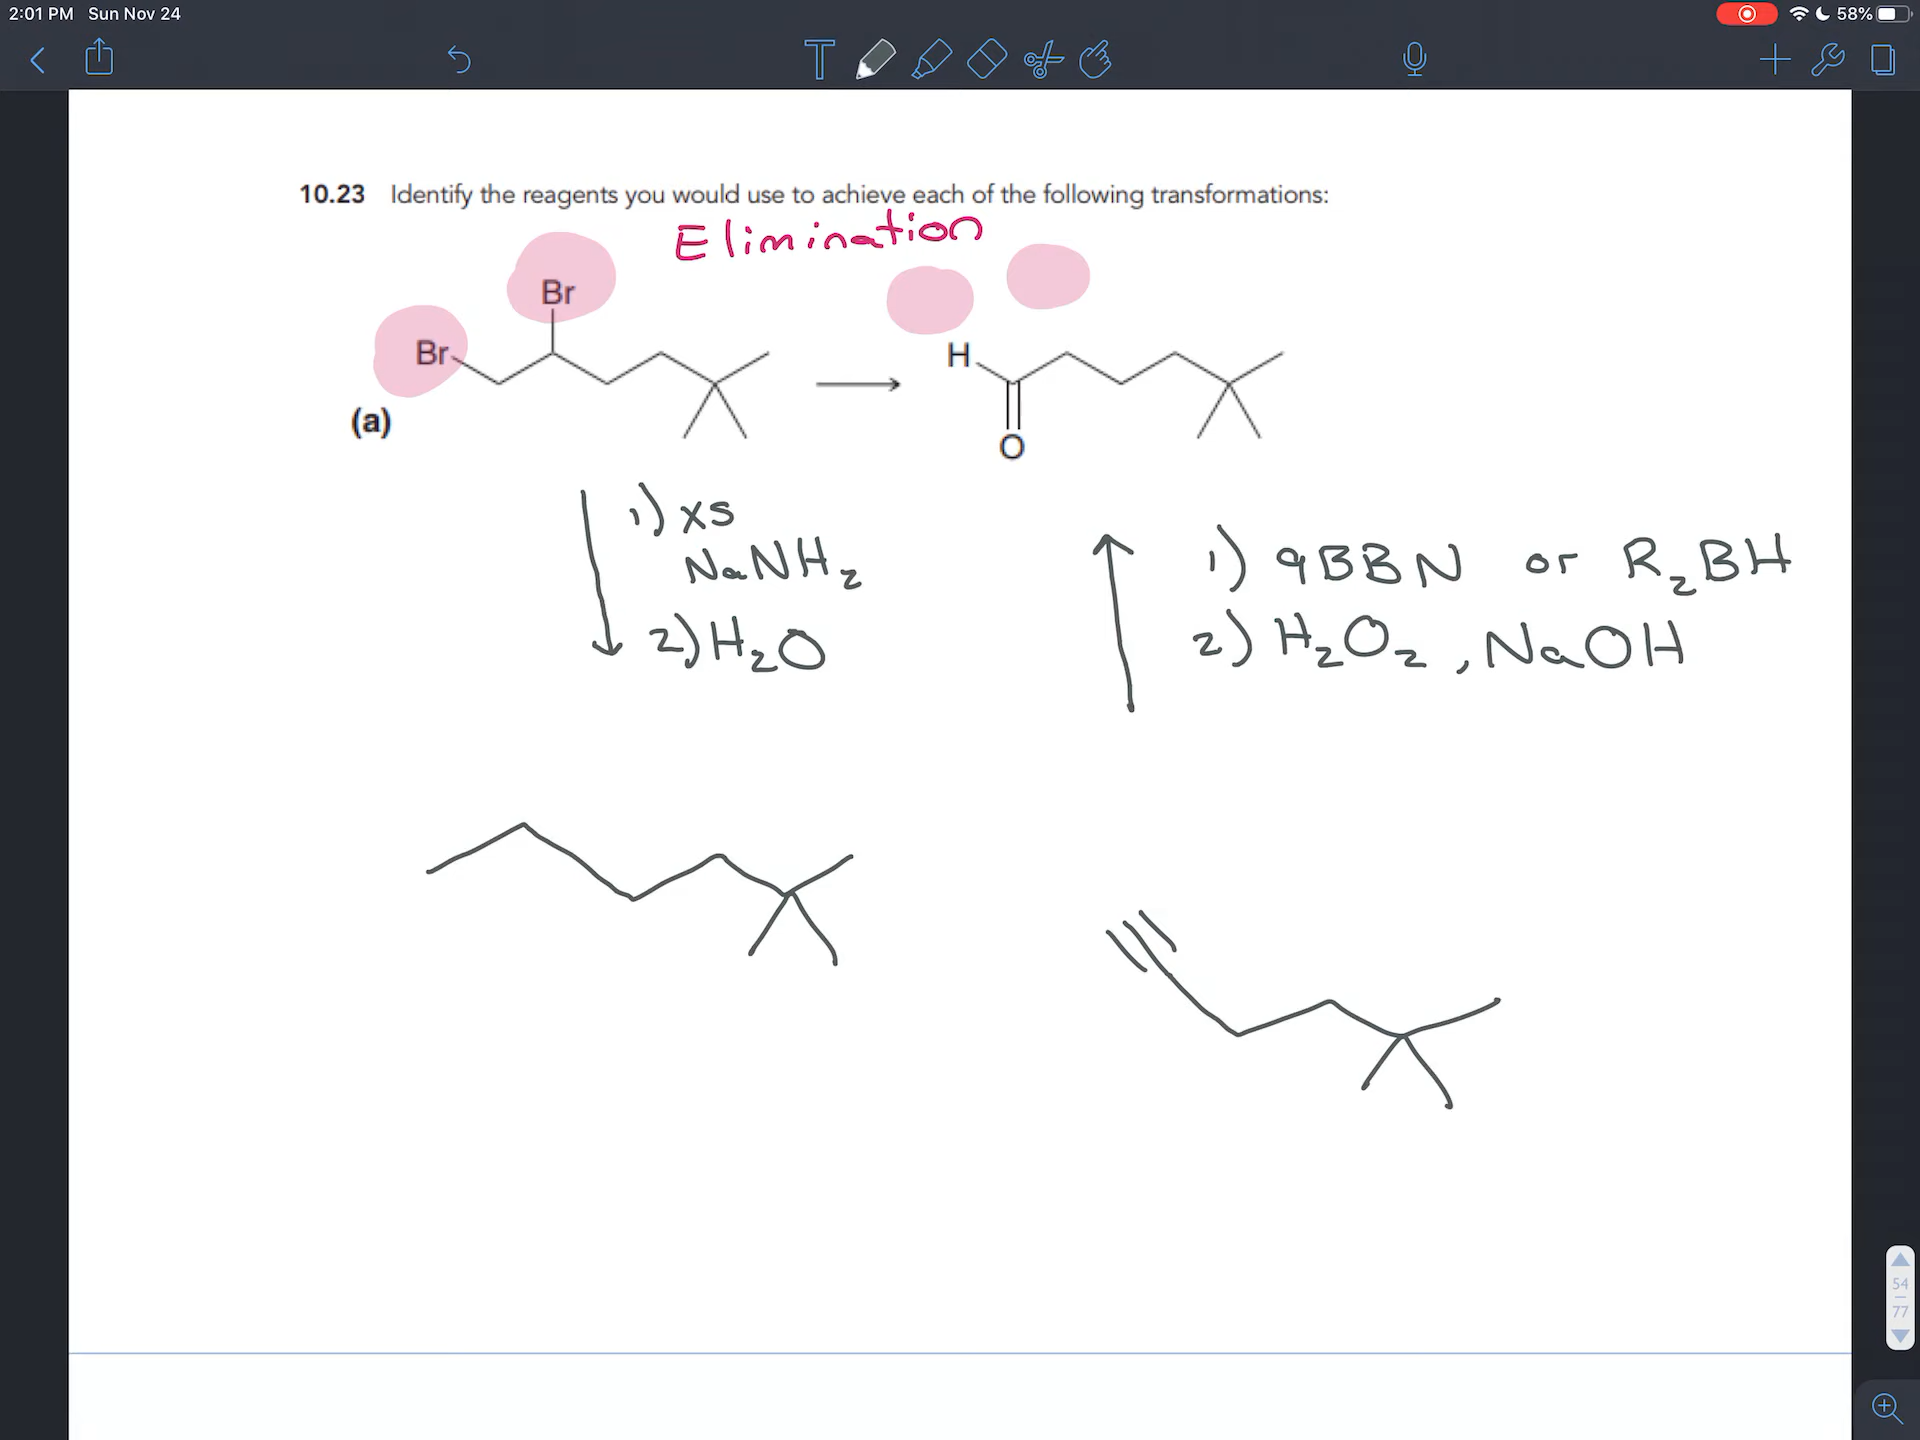 2:01 PM Sun Nov 24
58%
T
10.23 Identify the reagents you would use to achieve each of the following transformations:
Elimination
Br
Br
H
O
(a)
1) xs
NaNH₂
2) H₂O
1) 9BBN or R₂BH
2) H₂O₂, NaOH
54
77